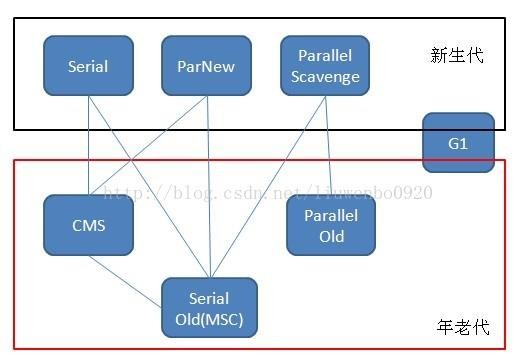 Serial
ParNew
Parallel
Scavenge
新生代
G1
http://blog.csdn.net/liuwenbo0920
CMS
Parallel
Old
Serial
Old(MSC)
年老代